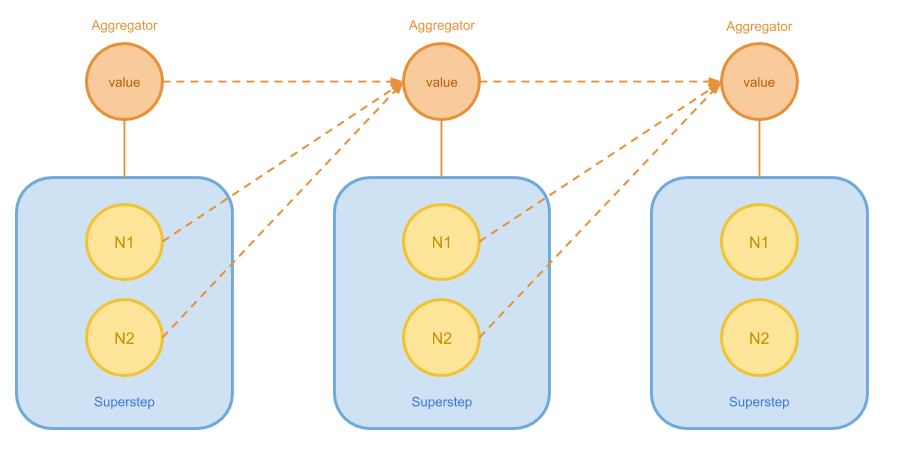 Aggregator
Aggregator
Aggregator
value
value
value
N1
N1
N1
N2
N2
N2
Superstep
Superstep
Superstep